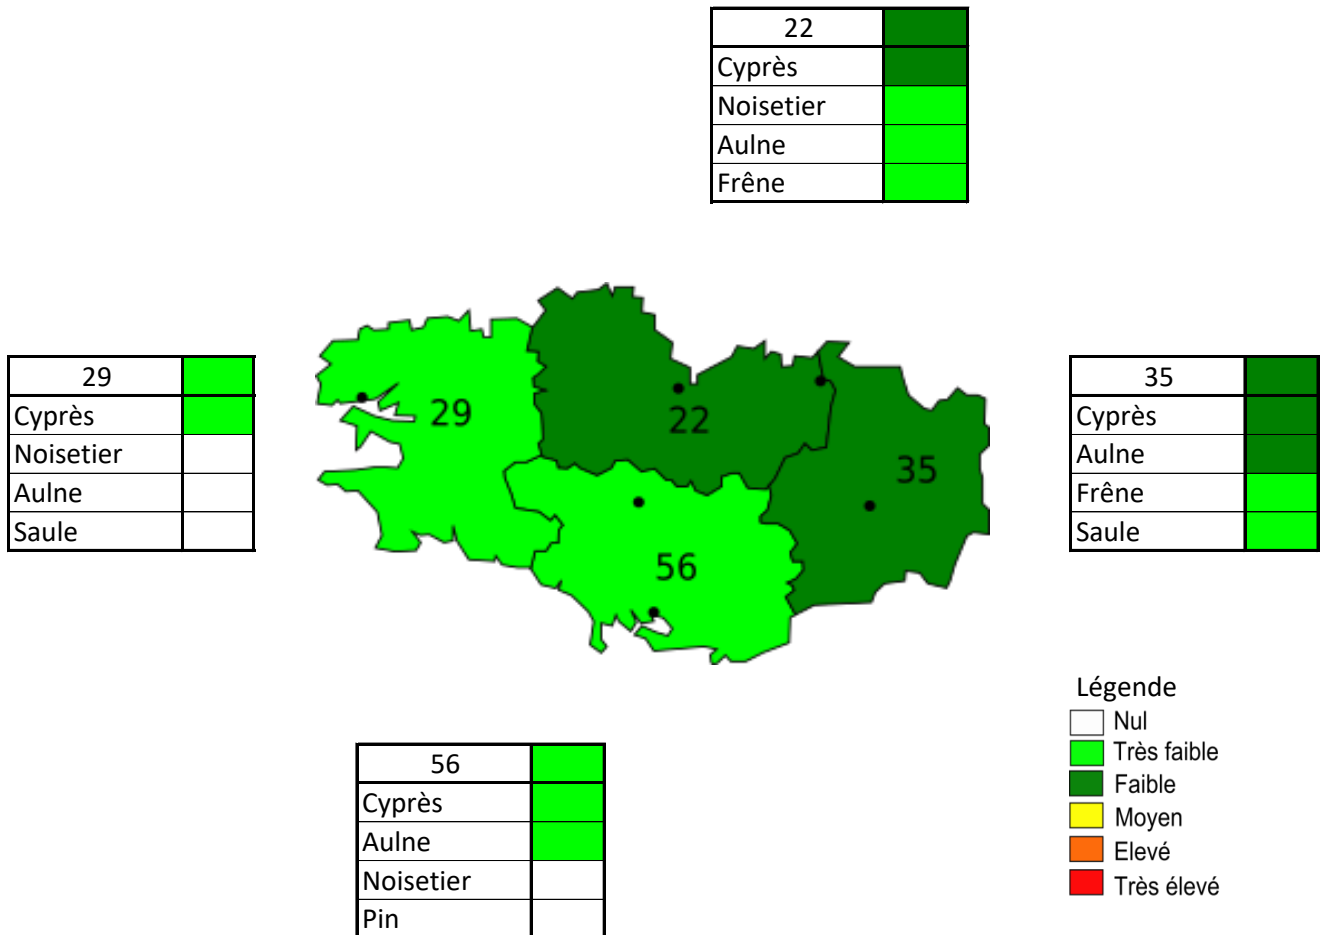 22
Cyprès
Noisetier
Aulne
Frêne
29
Cyprès
Noisetier
Aulne
Saule
29
22
35
56
35
Cyprès
Aulne
Frêne
Saule
56
Cyprès
Aulne
Noisetier
Pin
Légende
Nul
Très faible
Faible
Moyen
Elevé
Très élevé